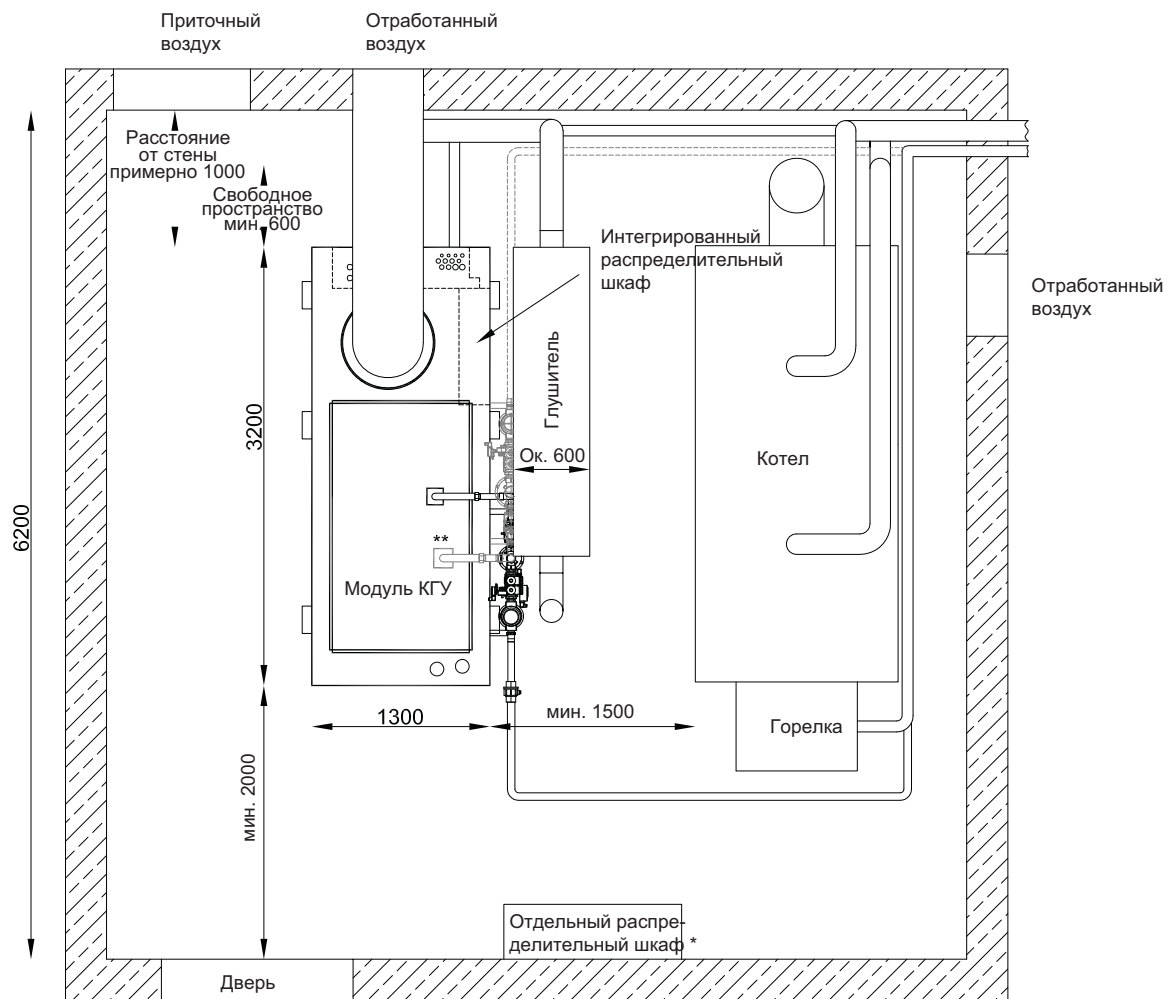 Приточный
воздух
Отработанный
воздух
Расстояние
от стены
примерно 1000
Свободное
пространство
мин. 600
Интегрированный
распределительный
шкаф
Отработанный
воздух
Глушитель
3200
Ок. 600
Котел
6200
**
Модуль КГУ
1300
мин. 1500
Горелка
мин. 2000
Отдельный распре-
делительный шкаф *
Дверь